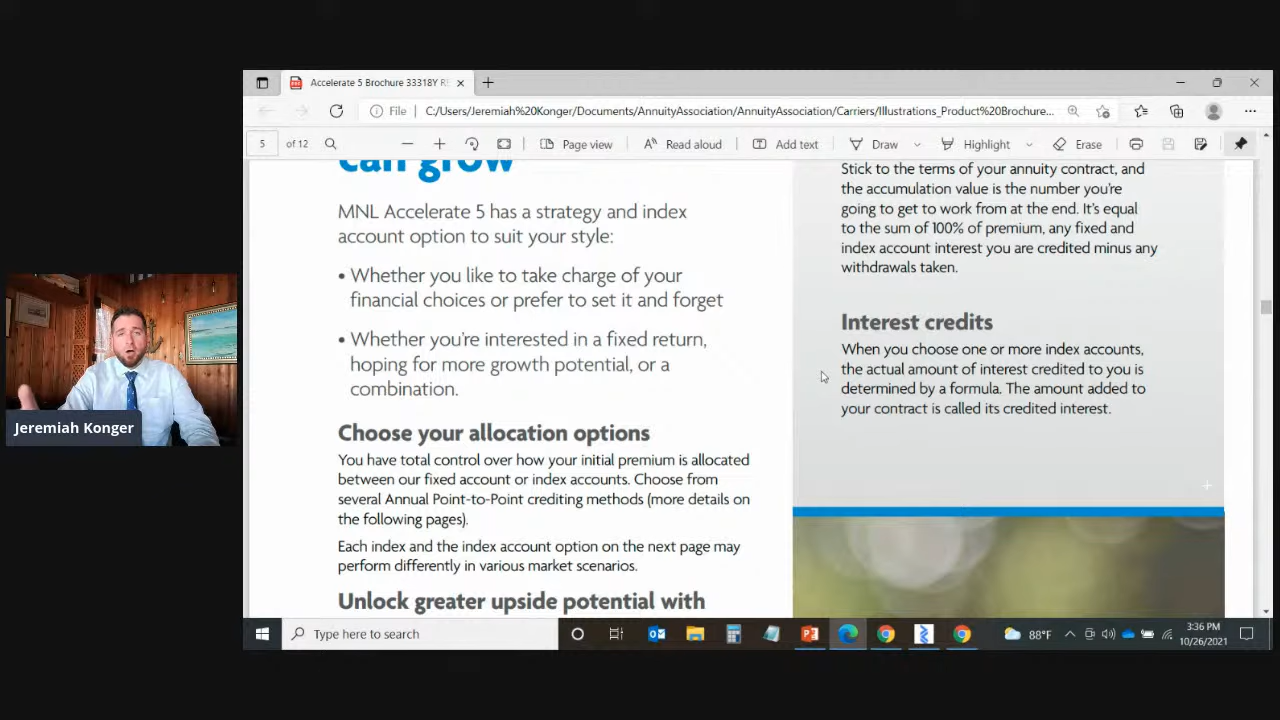 Accelerate 5 Brochure 33318Y RE
File
C:/Users/Jeremiah%20Konger/Documents/AnnuityAssociation/AnnuityAssociation/Carriers/Illustrations_Product%20Brochure...
5 of 12
Page view
Read aloud
Add text
Draw
Highlight
Erase
can grow
MNL Accelerate 5 has a strategy and index
account option to suit your style:
• Whether you like to take charge of your
financial choices or prefer to set it and forget
• Whether you're interested in a fixed return,
hoping for more growth potential, or a
combination.
Choose your allocation options
You have total control over how your initial premium is allocated
between our fixed account or index accounts. Choose from
several Annual Point-to-Point crediting methods (more details on
the following pages).
Each index and the index account option on the next page may
perform differently in various market scenarios.
Unlock greater upside potential with
Stick to the terms of your annuity contract, and
the accumulation value is the number you're
going to get to work from at the end. It's equal
to the sum of 100% of premium, any fixed and
index account interest you are credited minus any
withdrawals taken.
Interest credits
When you choose one or more index accounts,
the actual amount of interest credited to you is
determined by a formula. The amount added to
your contract is called its credited interest.
Jeremiah Konger
Type here to search
88°F
3:36 PM
10/26/2021